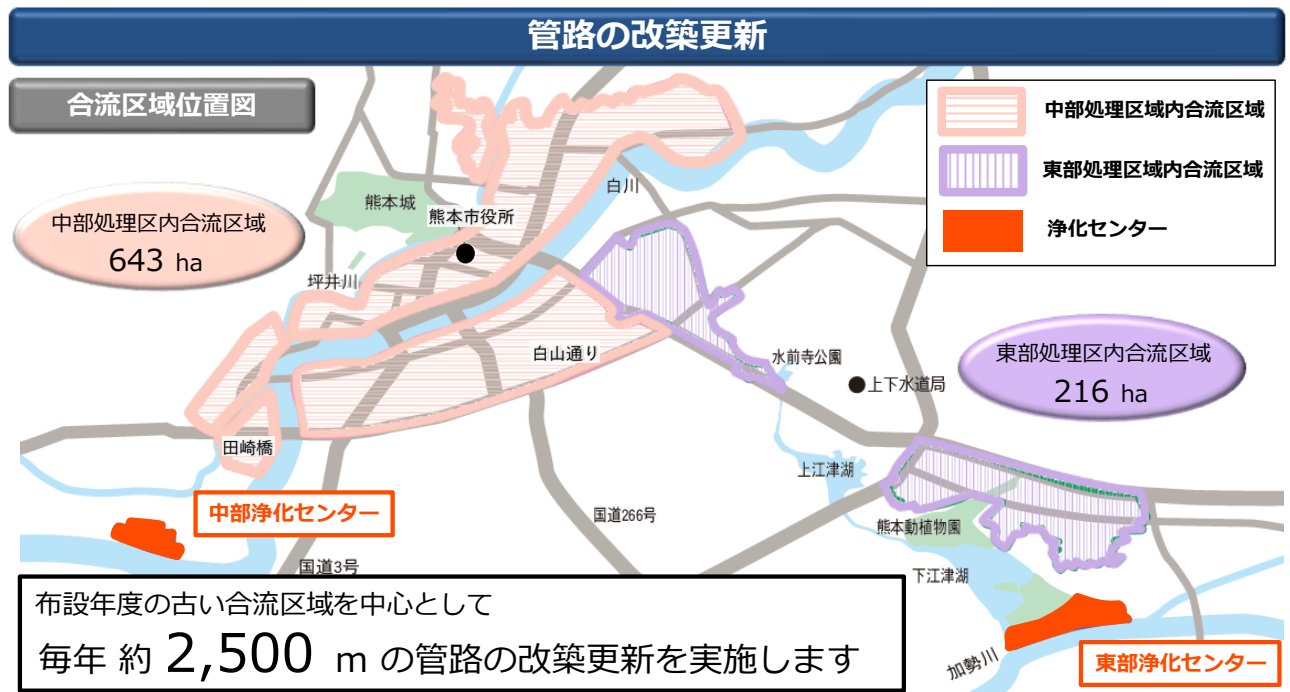 管路の改築更新
合流区域位置図
中部処理区域内合流区域
東部処理区域内合流区域
浄化センター
中部処理区内合流区域
643 ha
熊本城
熊本市役所
白川
坪井川
白山通り
水前寺公園
上下水道局
東部処理区内合流区域
216 ha
田崎橋
上江津湖
中部浄化センター
国道266号
熊本動植物園
国道3号
下江津湖
加勢川
東部浄化センター
布設年度の古い合流区域を中心として
毎年 約 2,500 m の管路の改築更新を実施します